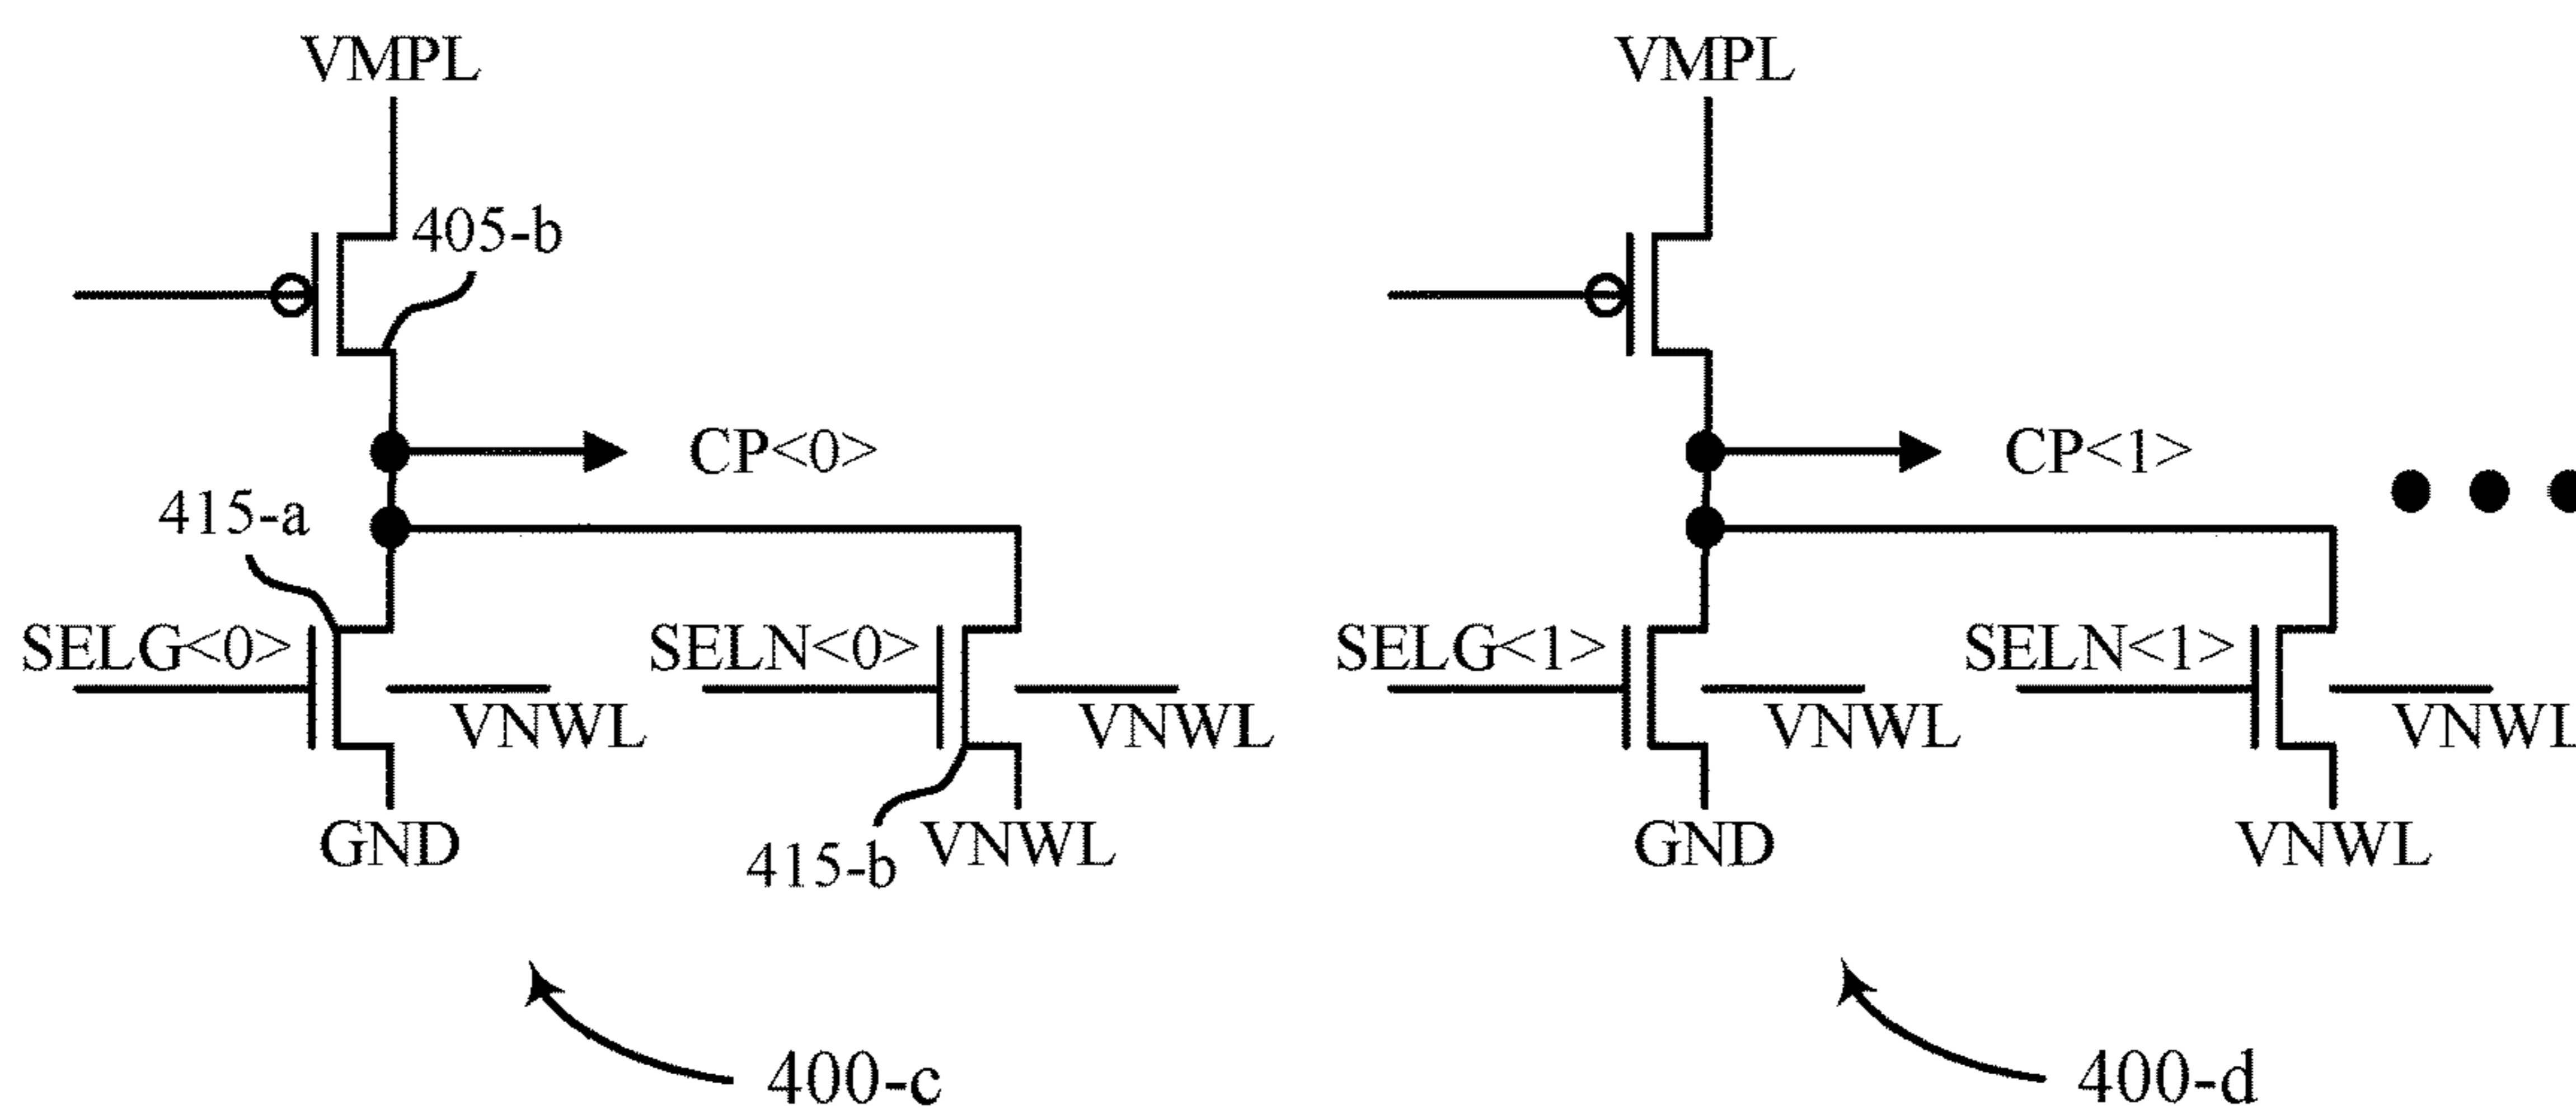 VMPL
VMPL
405-b
CP<0>
CP<1>
415-a
SELG<0>
SELN<0>
SELG<1>
SELN<1>
VNWL
VNWL
VNWL
VNWL
GND
415-b
VNWL
GND
VNWL
400-c
400-d